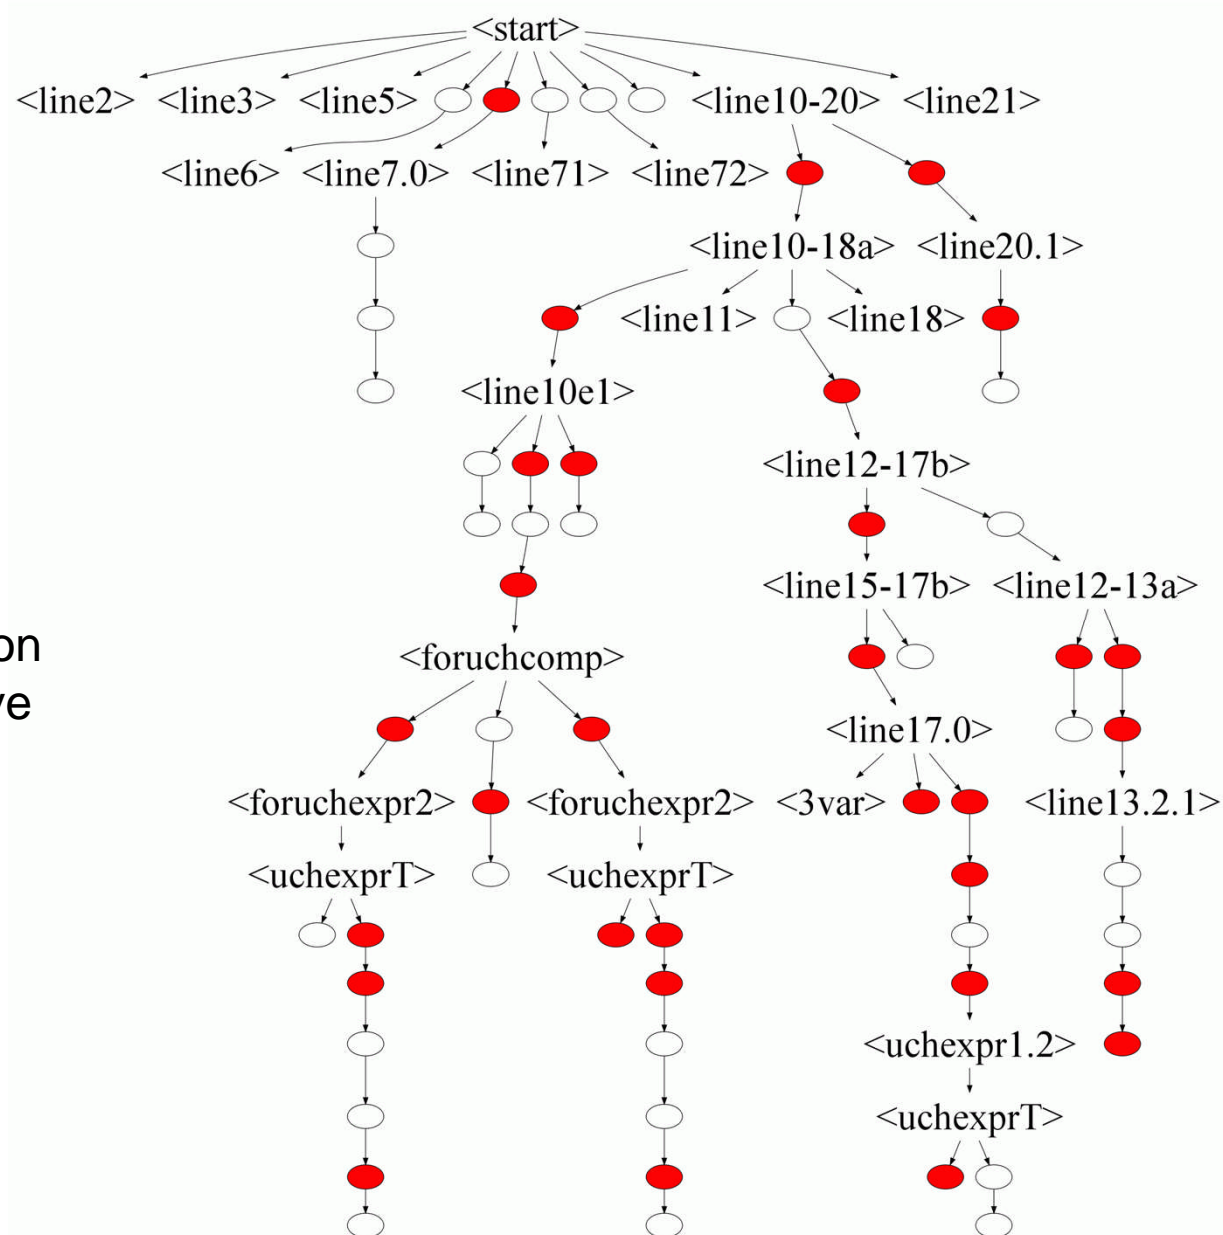 <start>
<line2> <line3> <line5> <line10-20> <line21>
<line6> <line7.0> <line71> <line72>
<line10-18a> <line20.1>
<line11> <line18>
<line10e1>
<line12-17b>
<line15-17b> <line12-13a>
on
<foruchcomp>
ve
<line17.0>
<foruchexpr2> <foruchexpr2> <3var> <line13.2.1>
<uchexprT> <uchexprT>
<uchexpr1.2>
<uchexprT>